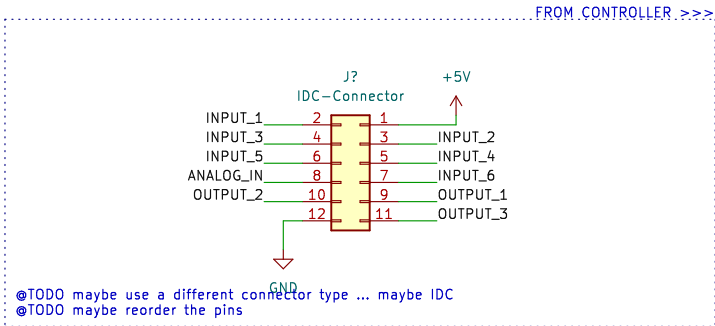 FROM CONTROLLER >>>
J?
+5V
IDC-Connector
INPUT_1 2 1
INPUT_3 4 3 INPUT_2
INPUT_5 6 5 INPUT_4
ANALOG_IN 8 7 INPUT_6
OUTPUT_2 10 9 OUTPUT_1
12 11 OUTPUT_3
GND
@TODO maybe use a different connector type ... maybe IDC
@TODO maybe reorder the pins